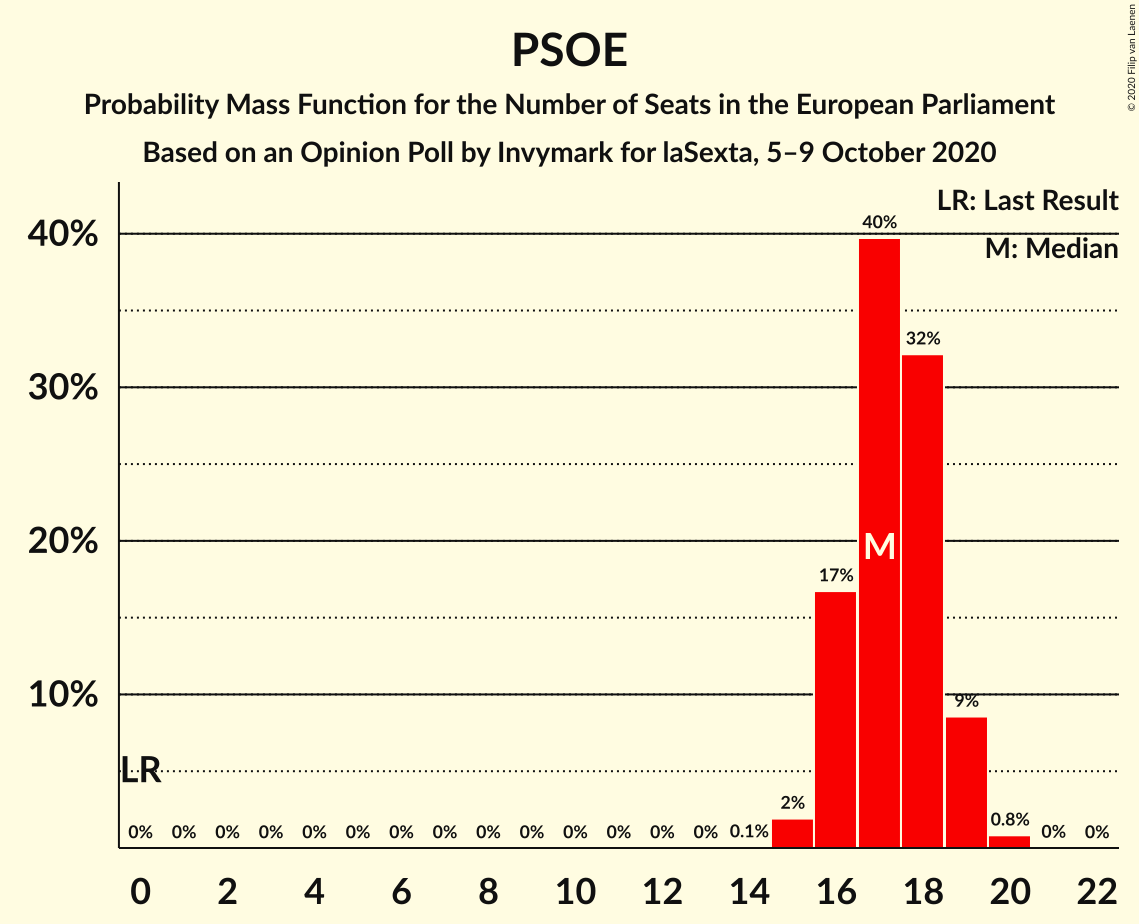 PSOE
Probability Mass Function for the Number of Seats in the European Parliament
Based on an Opinion Poll by Invymark for laSexta, 5–9 October 2020
© 2020 Filip van Laenen
LR: Last Result
M: Median
40%
30%
20%
10%
40%
32%
M
17%
9%
LR
2%
0.8%
0% 0% 0% 0% 0% 0% 0% 0% 0% 0% 0% 0% 0% 0% 0.1% 0% 0%
0 2 4 6 8 10 12 14 16 18 20 22